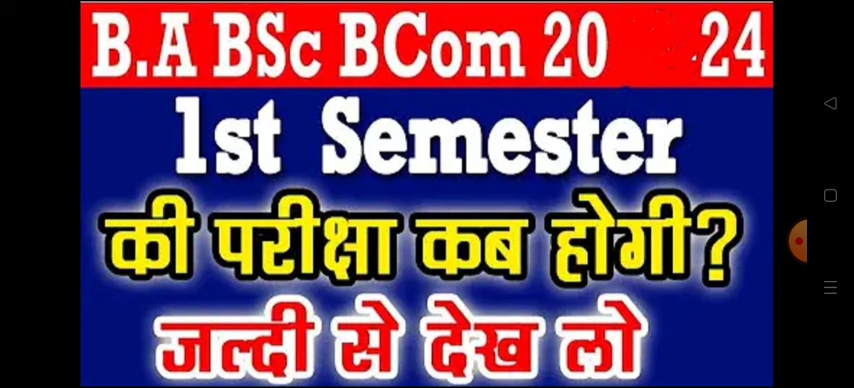 B.A BSc BCom 20 24
1st Semester
की परीक्षा कब होगी?
जल्दी से देख लो